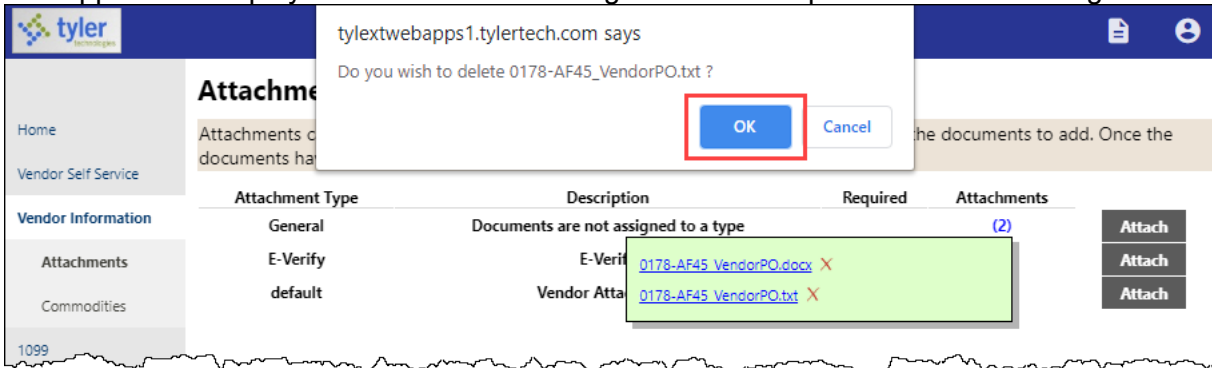 tyler
technologies
tylextwebapps1.tylertech.com says
Do you wish to delete 0178-AF45_VendorPO.txt ?
OK Cancel
Attachme
Attachments c he documents to add. Once the
documents ha
Home
Vendor Self Service
Vendor Information
Attachments
Commodities
1099
Attachment Type Description Required Attachments
General Documents are not assigned to a type (2) Attach
E-Verify E-Verif Attach
default Vendor Atta Attach
0178-AF45_VendorPO.docx X
0178-AF45_VendorPO.txt X